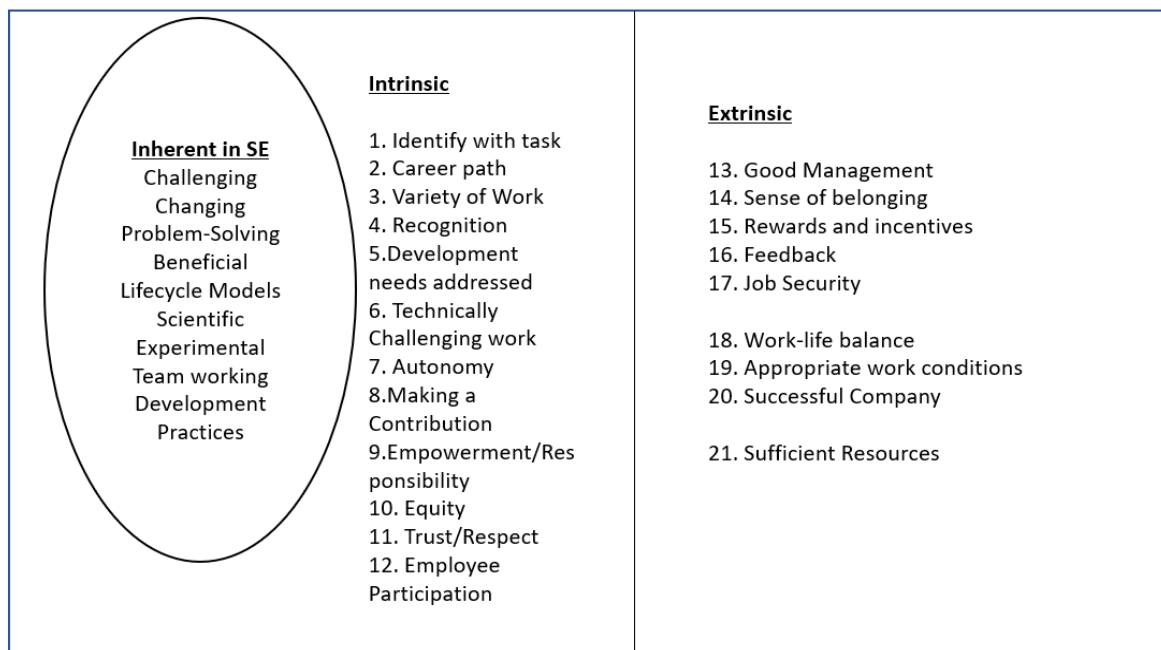 Inherent in SE
Challenging
Changing
Problem-Solving
Beneficial
Lifecycle Models
Scientific
Experimental
Team working
Development
Practices
Intrinsic
1. Identify with task
2. Career path
3. Variety of Work
4. Recognition
5.Development
needs addressed
6. Technically
Challenging work
7. Autonomy
8.Making a
Contribution
9.Empowerment/Res
ponsibility
10. Equity
11. Trust/Respect
12. Employee
Participation
Extrinsic
13. Good Management
14. Sense of belonging
15. Rewards and incentives
16. Feedback
17. Job Security
18. Work-life balance
19. Appropriate work conditions
20. Successful Company
21. Sufficient Resources